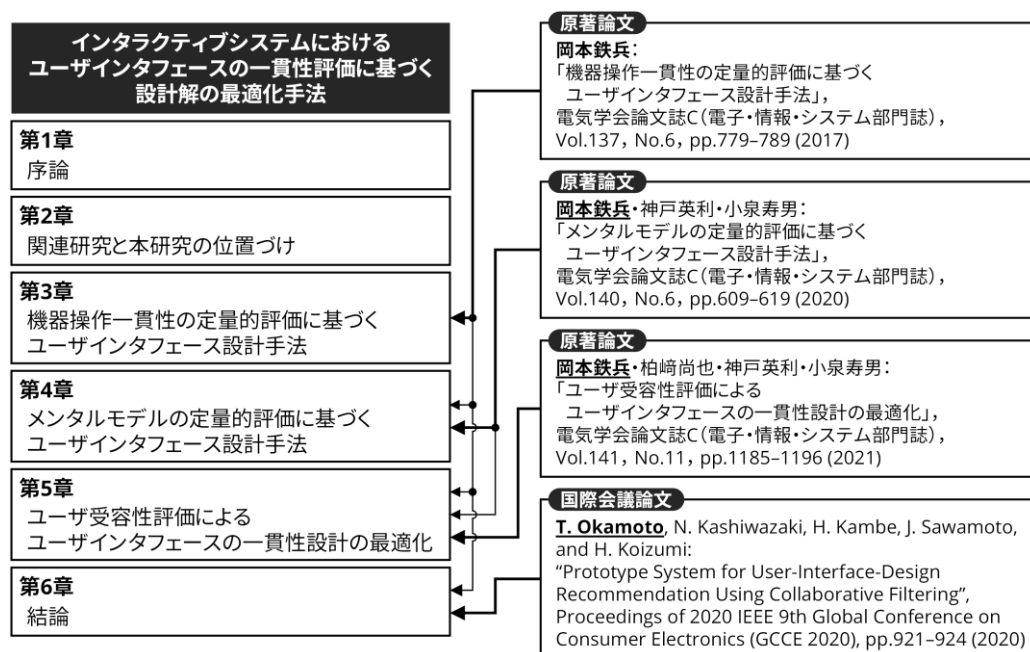 インタラクティブシステムにおける
ユーザインタフェースの一貫性評価に基づく
設計解の最適化手法
第1章
序論
第2章
関連研究と本研究の位置づけ
第3章
機器操作一貫性の定量的評価に基づく
ユーザインタフェース設計手法
第4章
メンタルモデルの定量的評価に基づく
ユーザインタフェース設計手法
第5章
ユーザ受容性評価による
ユーザインタフェースの一貫性設計の最適化
第6章
結論
原著論文
岡本鉄兵：
「機器操作一貫性の定量的評価に基づく
ユーザインタフェース設計手法」，
電気学会論文誌C（電子・情報・システム部門誌），
Vol.137，No.6，pp.779–789 (2017)
原著論文
岡本鉄兵・神戸英利・小泉寿男：
「メンタルモデルの定量的評価に基づく
ユーザインタフェース設計手法」，
電気学会論文誌C（電子・情報・システム部門誌），
Vol.140，No.6，pp.609–619 (2020)
原著論文
岡本鉄兵・柏﨑尚也・神戸英利・小泉寿男：
「ユーザ受容性評価による
ユーザインタフェースの一貫性設計の最適化」，
電気学会論文誌C（電子・情報・システム部門誌），
Vol.141，No.11，pp.1185–1196 (2021)
国際会議論文
T. Okamoto, N. Kashiwazaki, H. Kambe, J. Sawamoto,
and H. Koizumi:
“Prototype System for User-Interface-Design
Recommendation Using Collaborative Filtering”,
Proceedings of 2020 IEEE 9th Global Conference on
Consumer Electronics (GCCE 2020), pp.921–924 (2020)